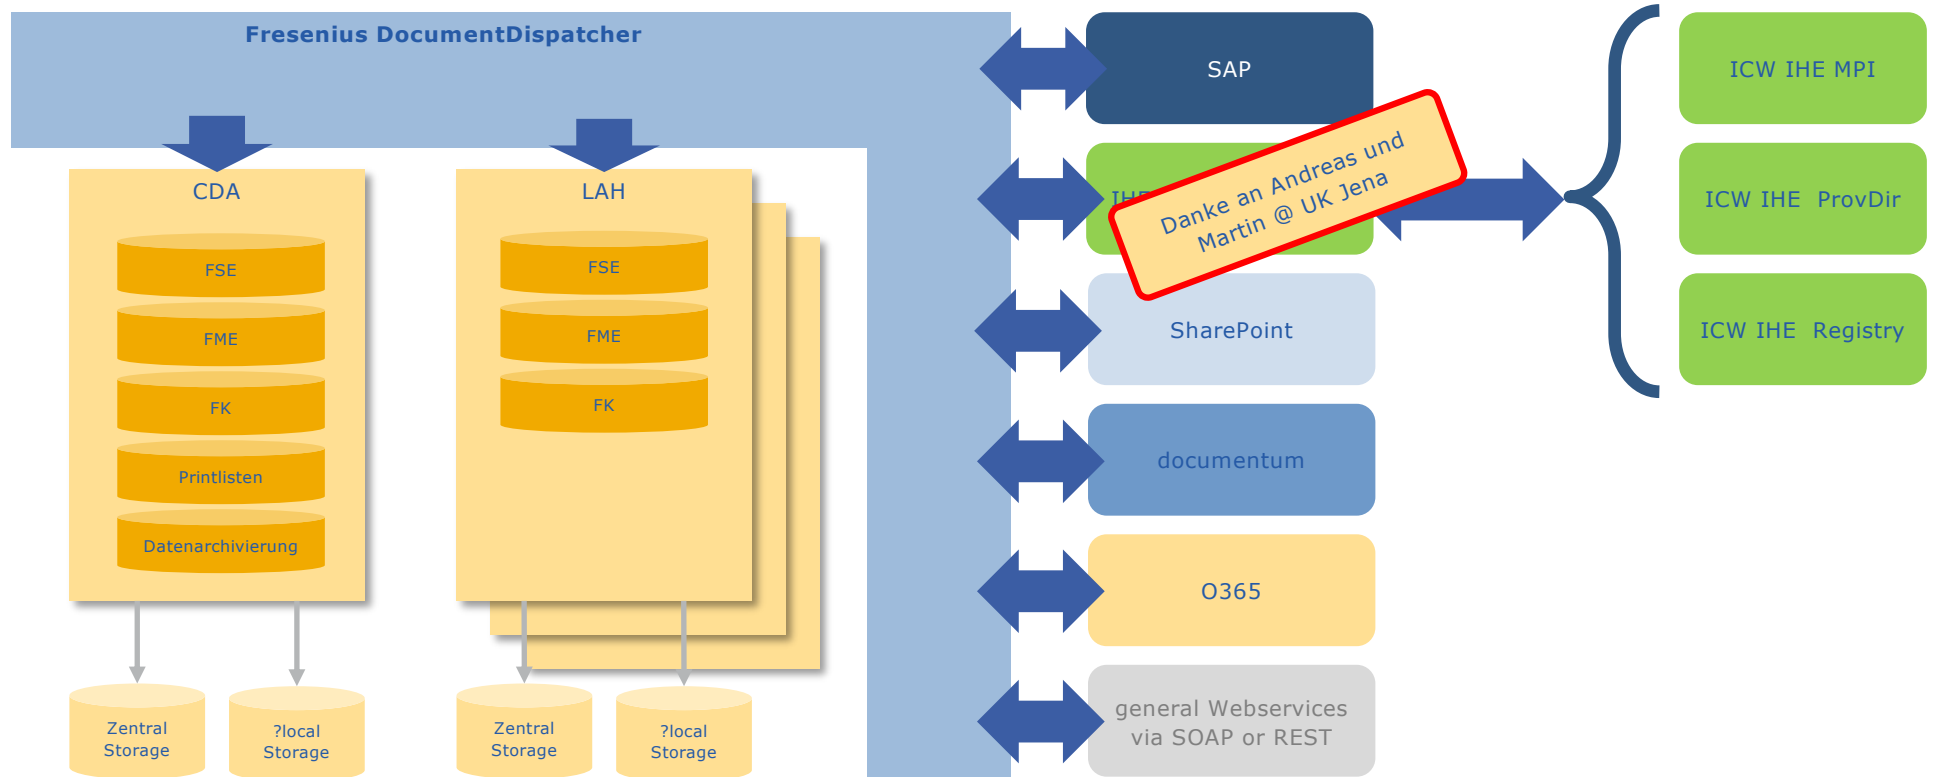 Fresenius DocumentDispatcher
CDA
FSE
FME
FK
Printlisten
Datenarchivierung
Zentral
Storage
?local
Storage
LAH
FSE
FME
FK
Zentral
Storage
?local
Storage
SAP
Danke an Andreas und
Martin @ UK Jena
SharePoint
documentum
O365
general Webservices
via SOAP or REST
ICW IHE MPI
ICW IHE ProvDir
ICW IHE Registry